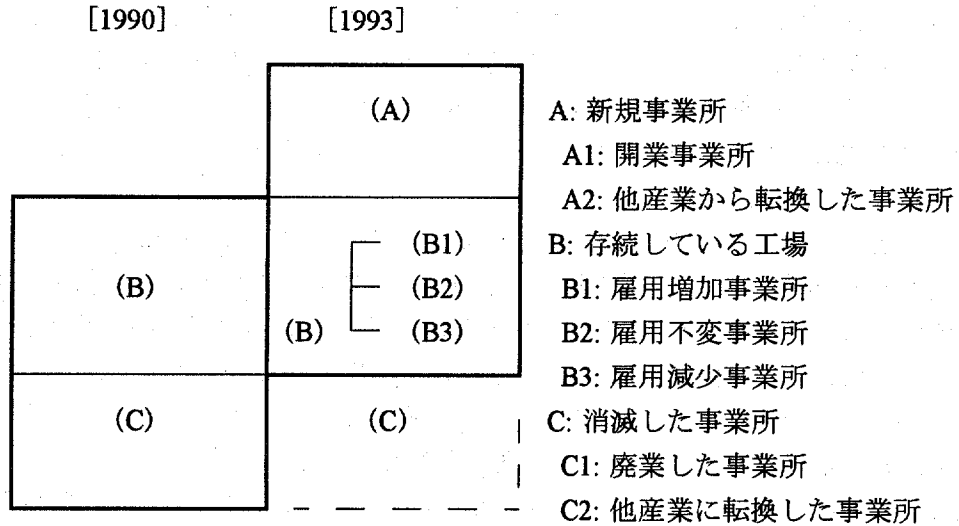 [1990] [1993]
(A)
A: 新規事業所
A1: 開業事業所
A2: 他産業から転換した事業所
(B1)
B: 存続している工場
(B)
(B2)
B1: 雇用増加事業所
(B)
(B3)
B2: 雇用不変事業所
B3: 雇用減少事業所
(C)
(C)
C: 消滅した事業所
C1: 廃業した事業所
C2: 他産業に転換した事業所